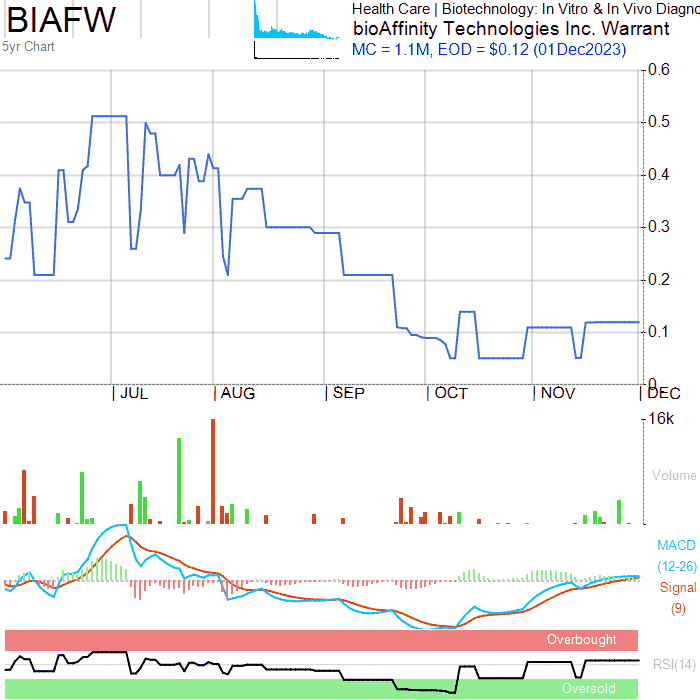 BIAFW
5yr Chart
Health Care | Biotechnology: In Vitro & In Vivo Diagno
bioAffinity Technologies Inc. Warrant
MC = 1.1M, EOD = $0.12 (01Dec2023)
0.6
0.5
0.4
0.3
0.2
0.1
0
JUL AUG SEP OCT NOV DEC
16k
Volume
MACD
(12-26)
Signal
(9)
Overbought
RSI(14)
Oversold